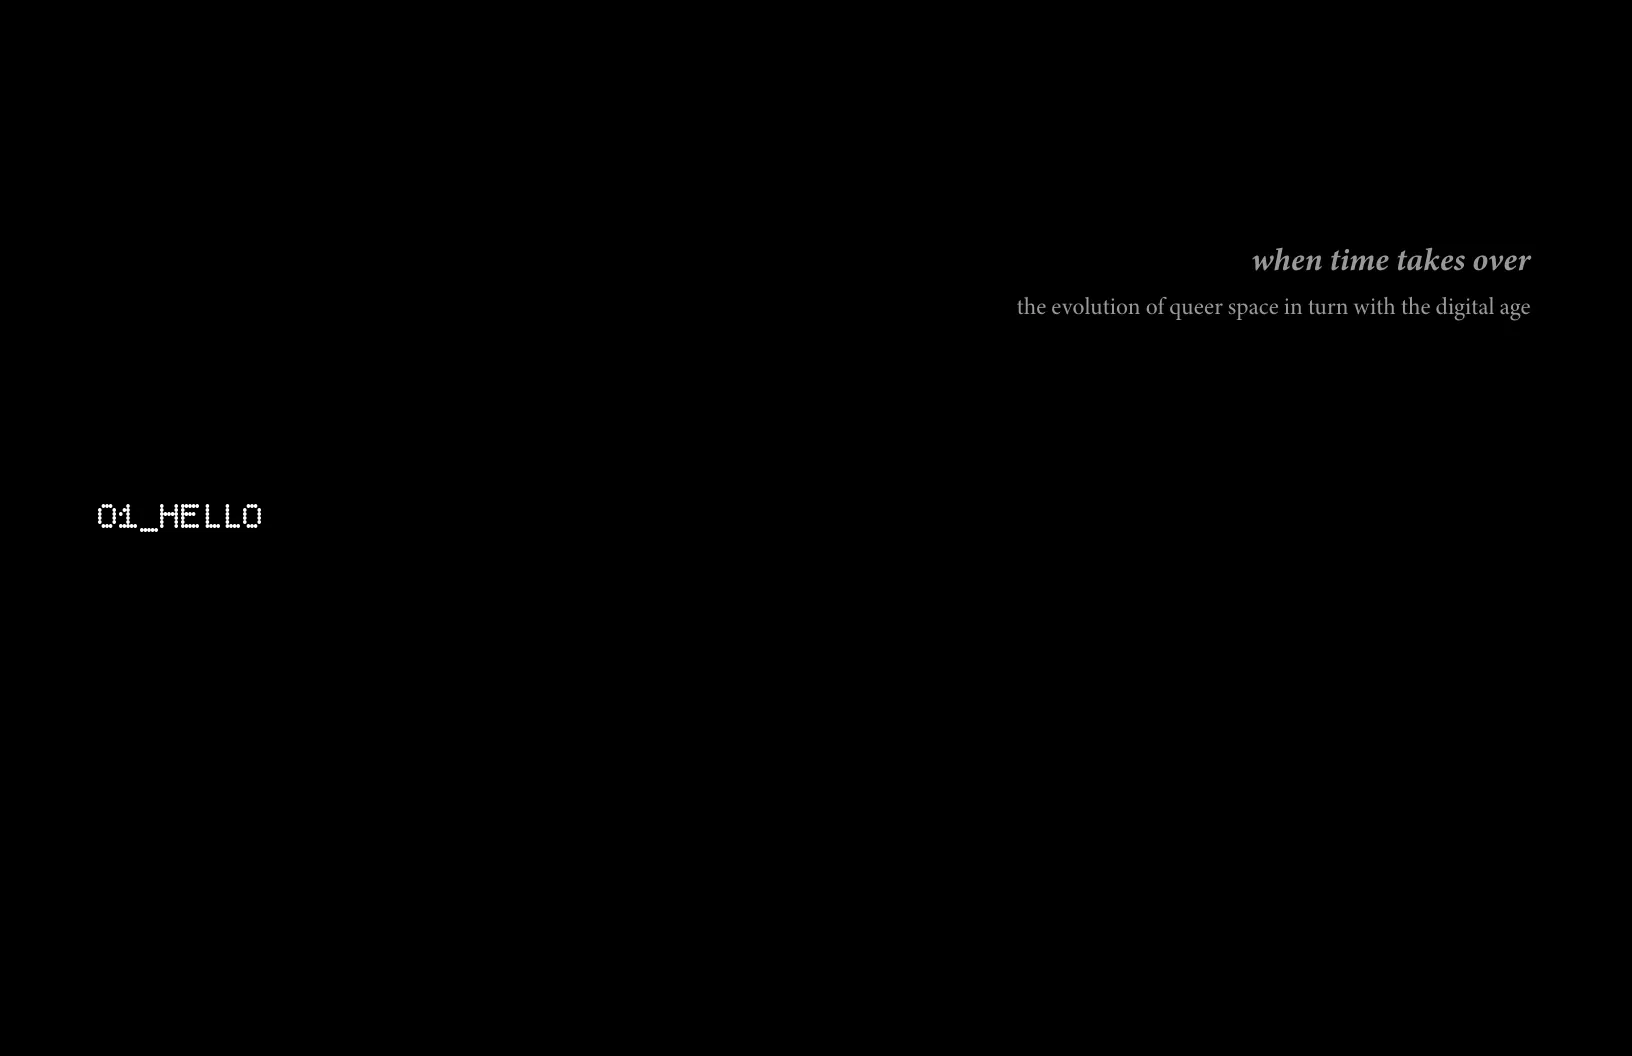 when time takes over
the evolution of queer space in turn with the digital age
01_HELLO